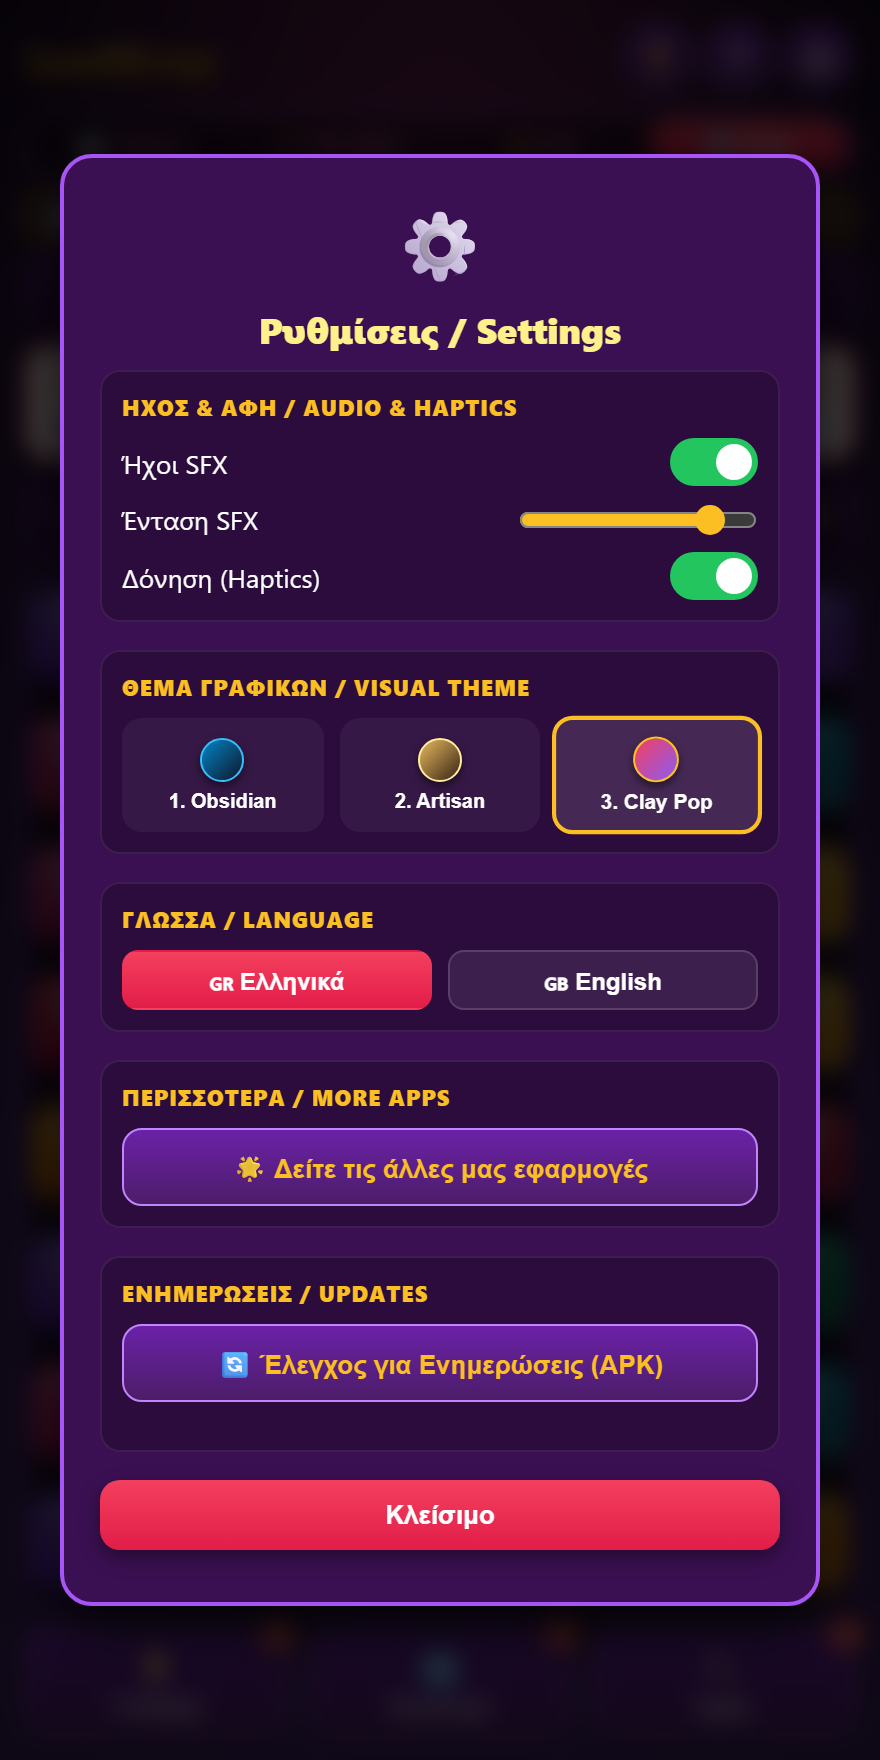 Ρυθμίσεις / Settings
ΗΧΟΣ & ΑΦΗ / AUDIO & HAPTICS
Ήχοι SFX
Ένταση SFX
Δόνηση (Haptics)
ΘΕΜΑ ΓΡΑΦΙΚΩΝ / VISUAL THEME
1. Obsidian
2. Artisan
3. Clay Pop
ΓΛΩΣΣΑ / LANGUAGE
GR Ελληνικά
GB English
ΠΕΡΙΣΣΟΤΕΡΑ / MORE APPS
Δείτε τις άλλες μας εφαρμογές
ΕΝΗΜΕΡΩΣΕΙΣ / UPDATES
Έλεγχος για Ενημερώσεις (APK)
Κλείσιμο